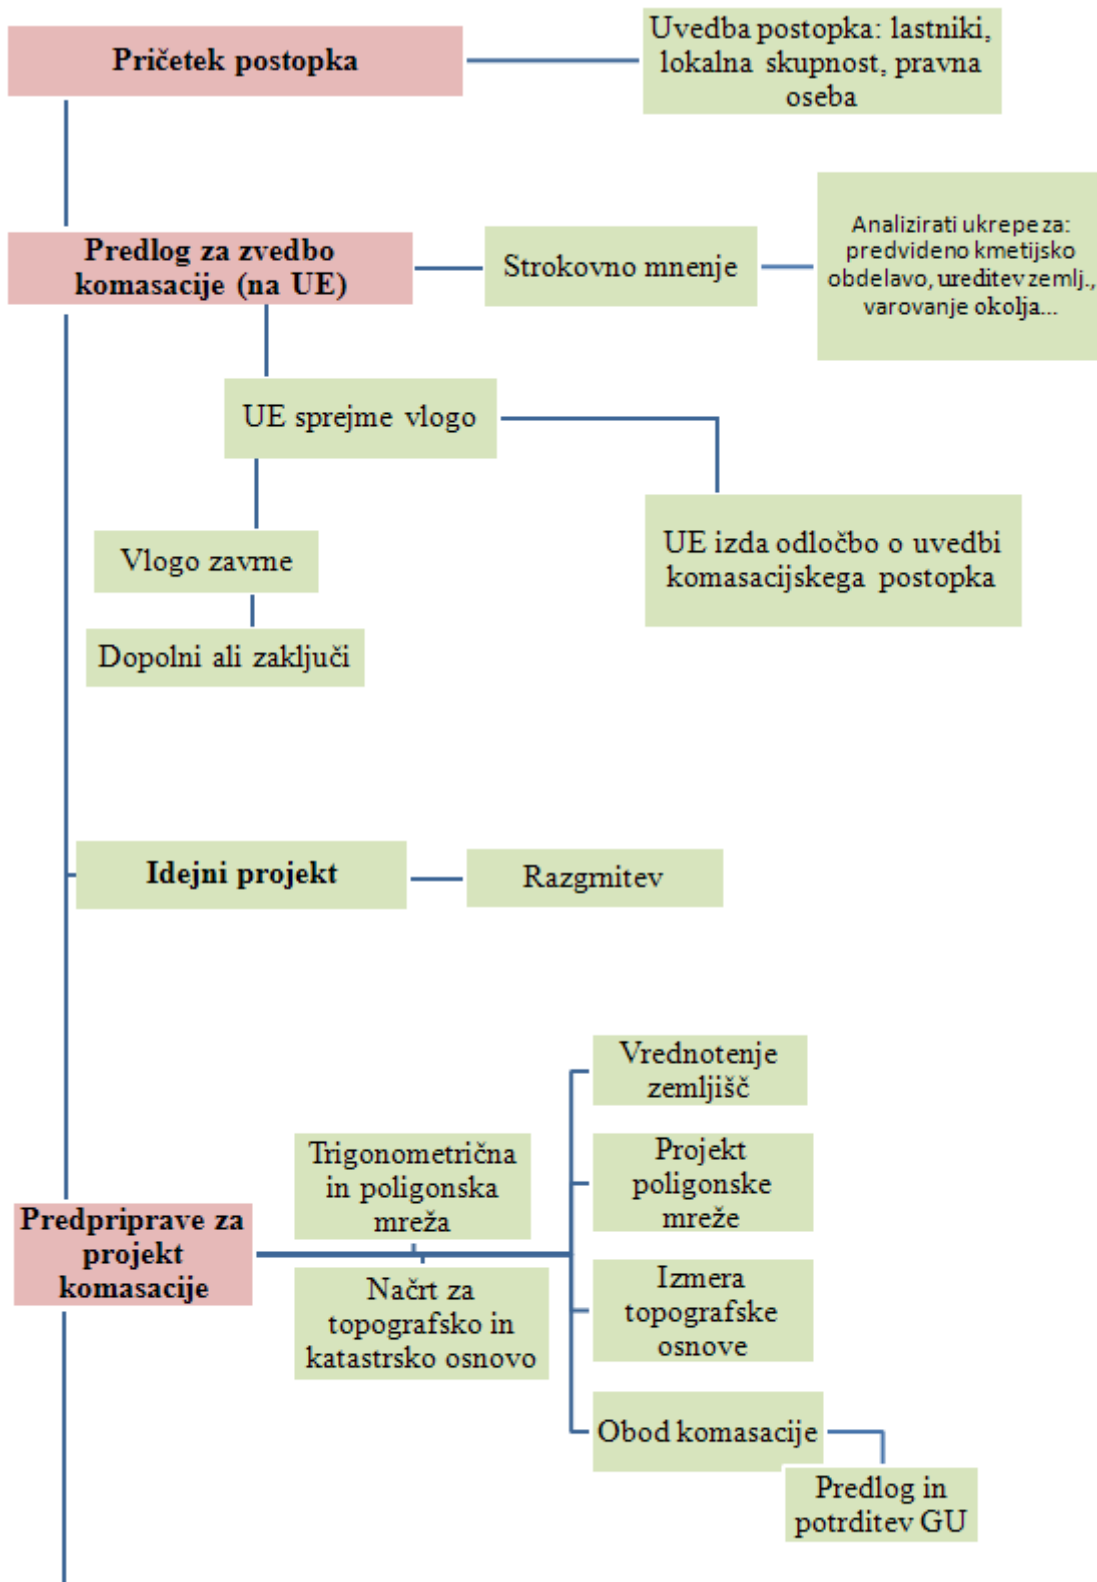 Pričetek postopka
Uvedba postopka: lastniki,
lokalna skupnost, pravna
oseba
Predlog za zvedbo
komasacije (na UE)
Strokovno mnenje
Analizirati ukrepe za:
predvideno kmetijsko
obdelavo, ureditev zemlj.,
varovanje okolja...
UE sprejme vlogo
Vlogo zavrne
Dopolni ali zaključi
UE izda odločbo o uvedbi
komasacijskega postopka
Idejni projekt
Razgrnitev
Predpriprave za
projekt
komasacije
Trigonometrična
in poligonska
mreža
Načrt za
topografsko in
katastrsko osnovo
Vrednotenje
zemljišč
Projekt
poligonske
mreže
Izmera
topografske
osnove
Obod komasacije
Predlog in
potrditev GU